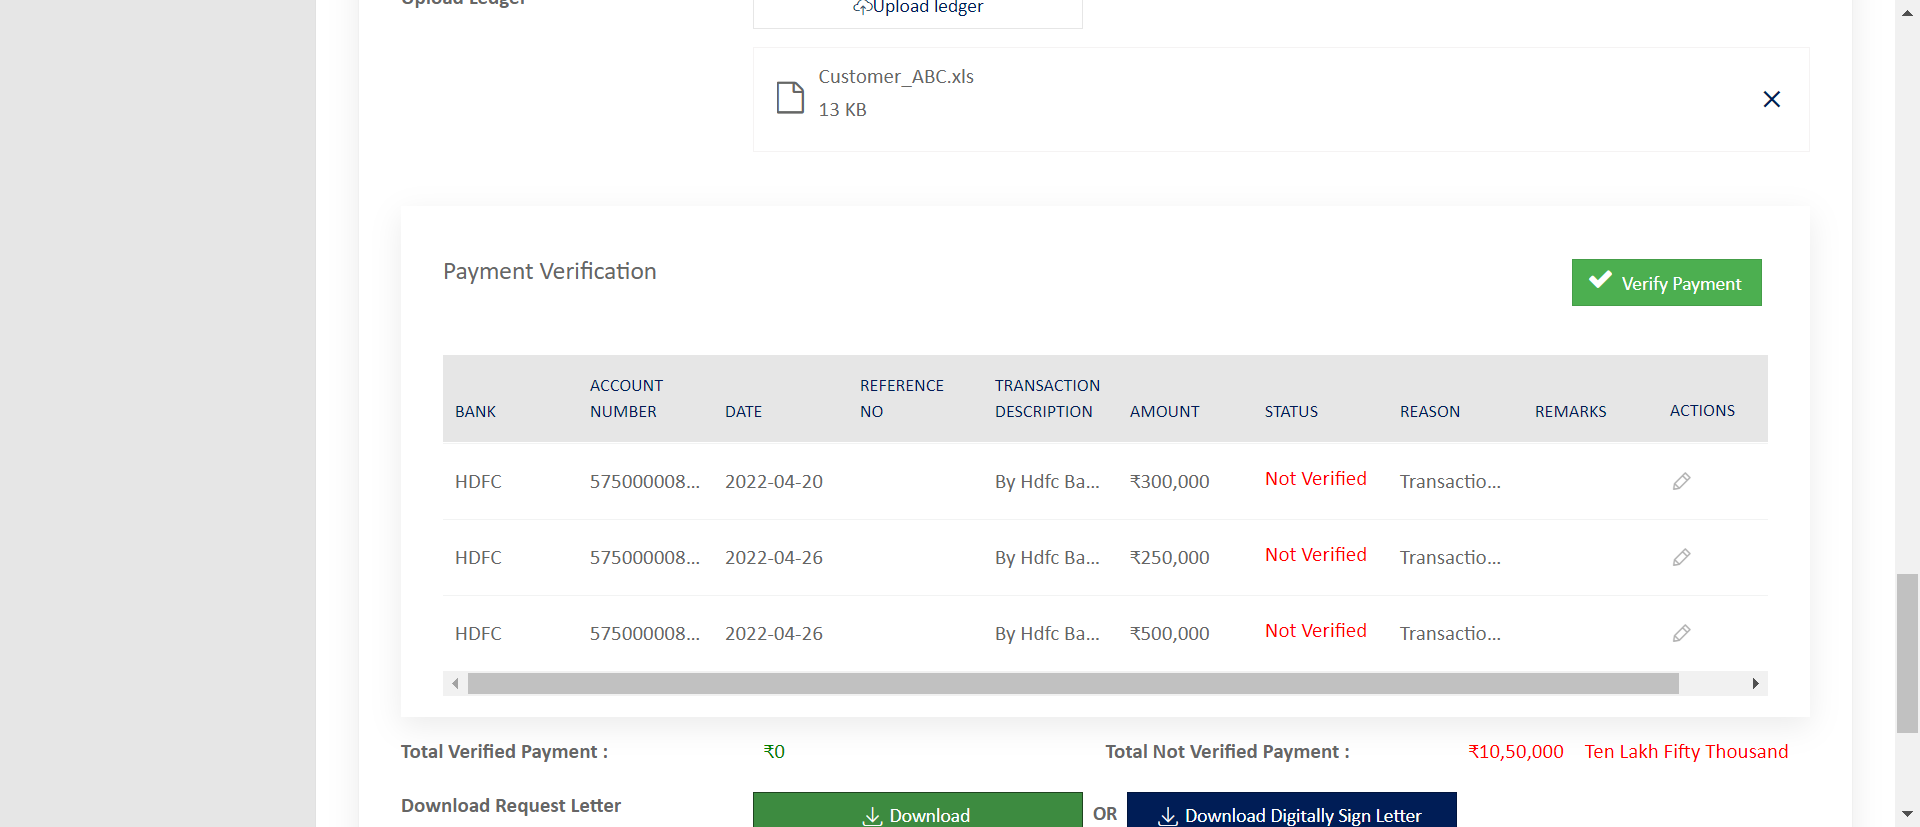 Upload Ledger
Upload ledger
Customer_ABC.xls
13 KB
Payment Verification
Verify Payment
BANK ACCOUNT NUMBER DATE REFERENCE NO TRANSACTION DESCRIPTION AMOUNT STATUS REASON REMARKS ACTIONS
HDFC 575000008... 2022-04-20 By Hdfc Ba... ₹300,000 Not Verified Transactio...
HDFC 575000008... 2022-04-26 By Hdfc Ba... ₹250,000 Not Verified Transactio...
HDFC 575000008... 2022-04-26 By Hdfc Ba... ₹500,000 Not Verified Transactio...
Total Verified Payment : ₹0 Total Not Verified Payment : ₹10,50,000 Ten Lakh Fifty Thousand
Download Request Letter Download OR Download Digitally Sign Letter